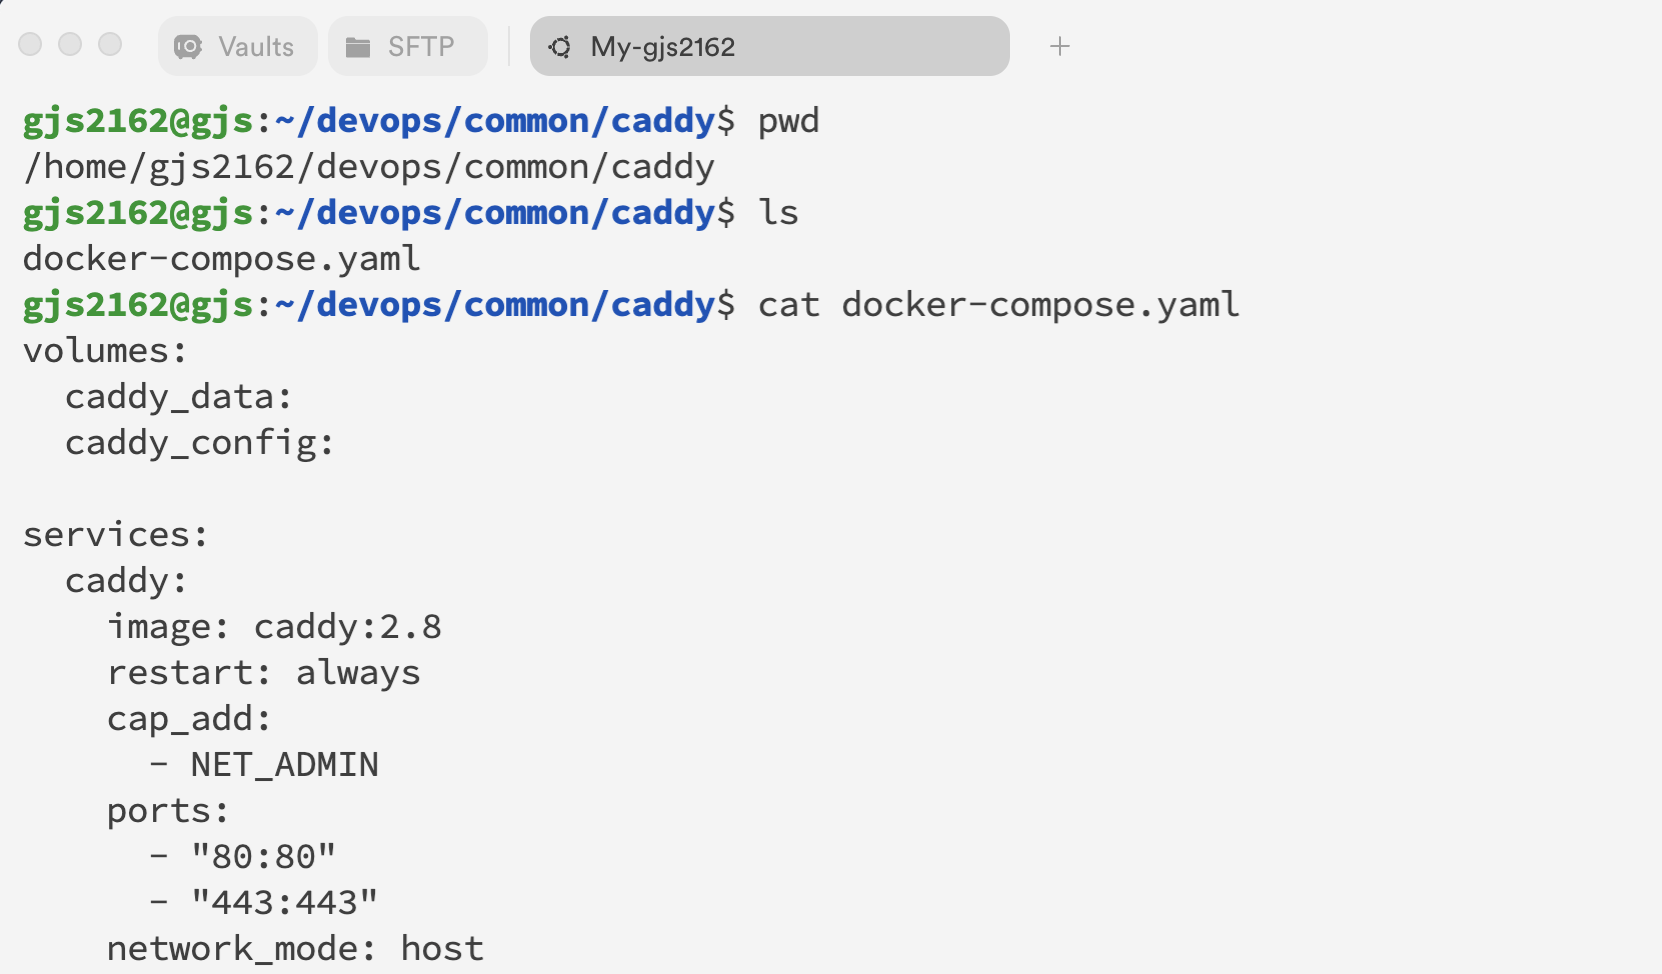 Vaults SFTP My-gjs2162 +
gjs2162@gjs:~/devops/common/caddy$ pwd
/home/gjs2162/devops/common/caddy
gjs2162@gjs:~/devops/common/caddy$ ls
docker-compose.yaml
gjs2162@gjs:~/devops/common/caddy$ cat docker-compose.yaml
volumes:
  caddy_data:
  caddy_config:

services:
  caddy:
    image: caddy:2.8
    restart: always
    cap_add:
      - NET_ADMIN
    ports:
      - "80:80"
      - "443:443"
    network_mode: host